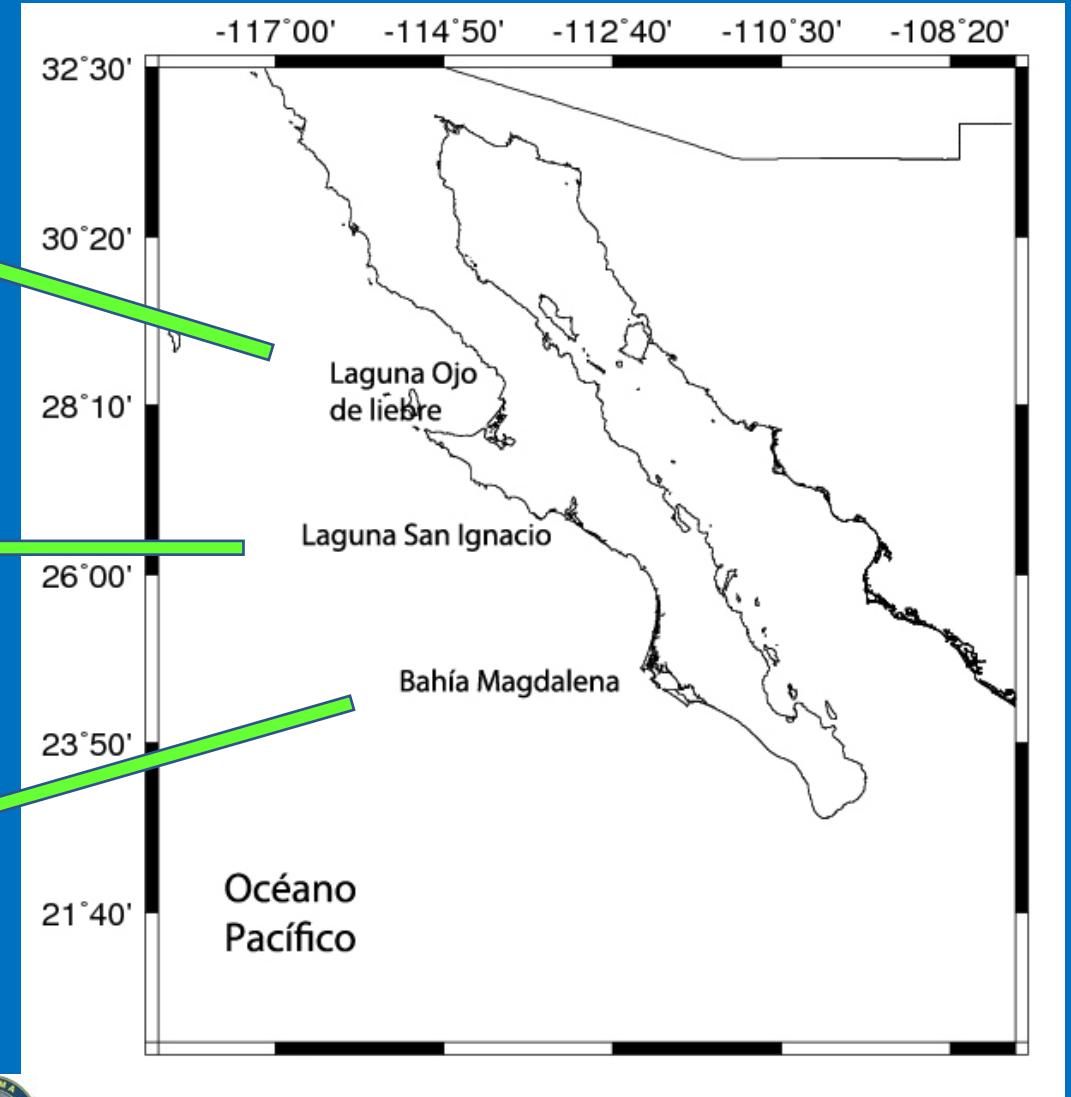 -117°00' -114°50' -112°40' -110°30' -108°20'
32°30'
30°20'
Laguna Ojo
de liebre
28°10'
Laguna San Ignacio
26°00'
Bahía Magdalena
23°50'
Océano
Pacífico
21°40'